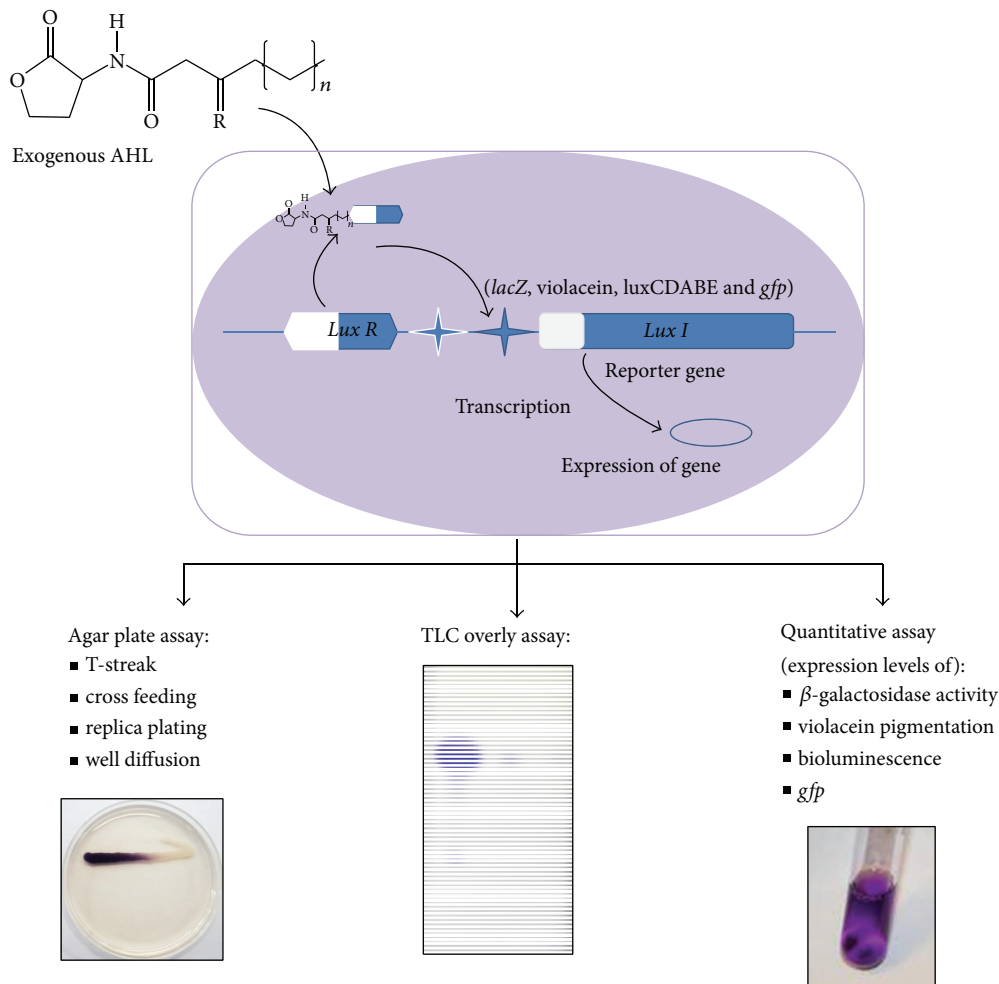 O
H
N
O
O
R
n
Exogenous AHL
O
H
N
O
O
R
n
(lacZ, violacein, luxCDABE and gfp)
Lux R
Lux I
Reporter gene
Transcription
Expression of gene
Agar plate assay:
■ T-streak
■ cross feeding
■ replica plating
■ well diffusion
TLC overly assay:
Quantitative assay
(expression levels of):
■ β-galactosidase activity
■ violacein pigmentation
■ bioluminescence
■ gfp